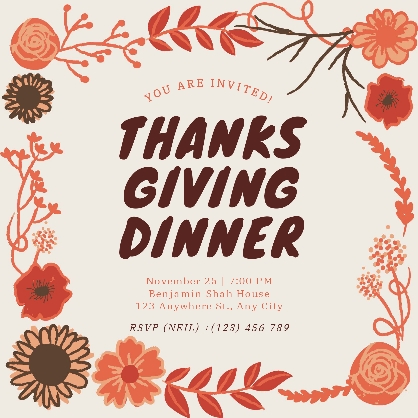 YOU ARE INVITED!
THANKS
GIVING
DINNER
November 25 | 7:00 PM
Benjamin Shah House
123 Anywhere St., Any City
RSVP (NEIL) +(123) 456 789